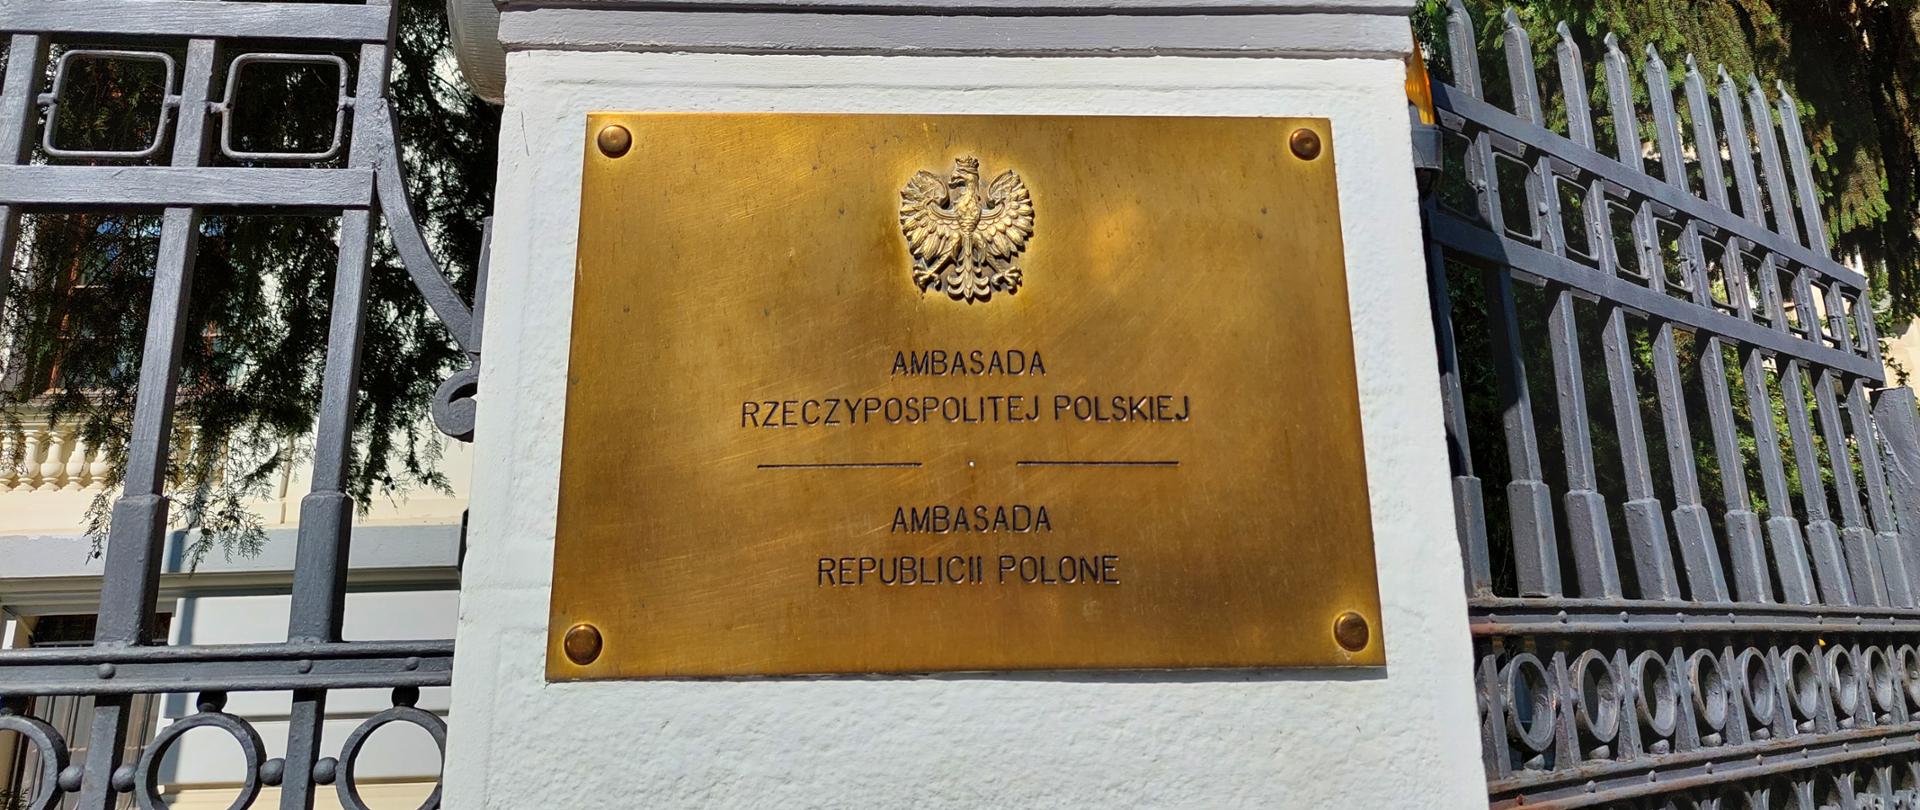 AMBASADA
RZECZYPOSPOLITEJ POLSKIEJ
AMBASADA
REPUBLICII POLONE